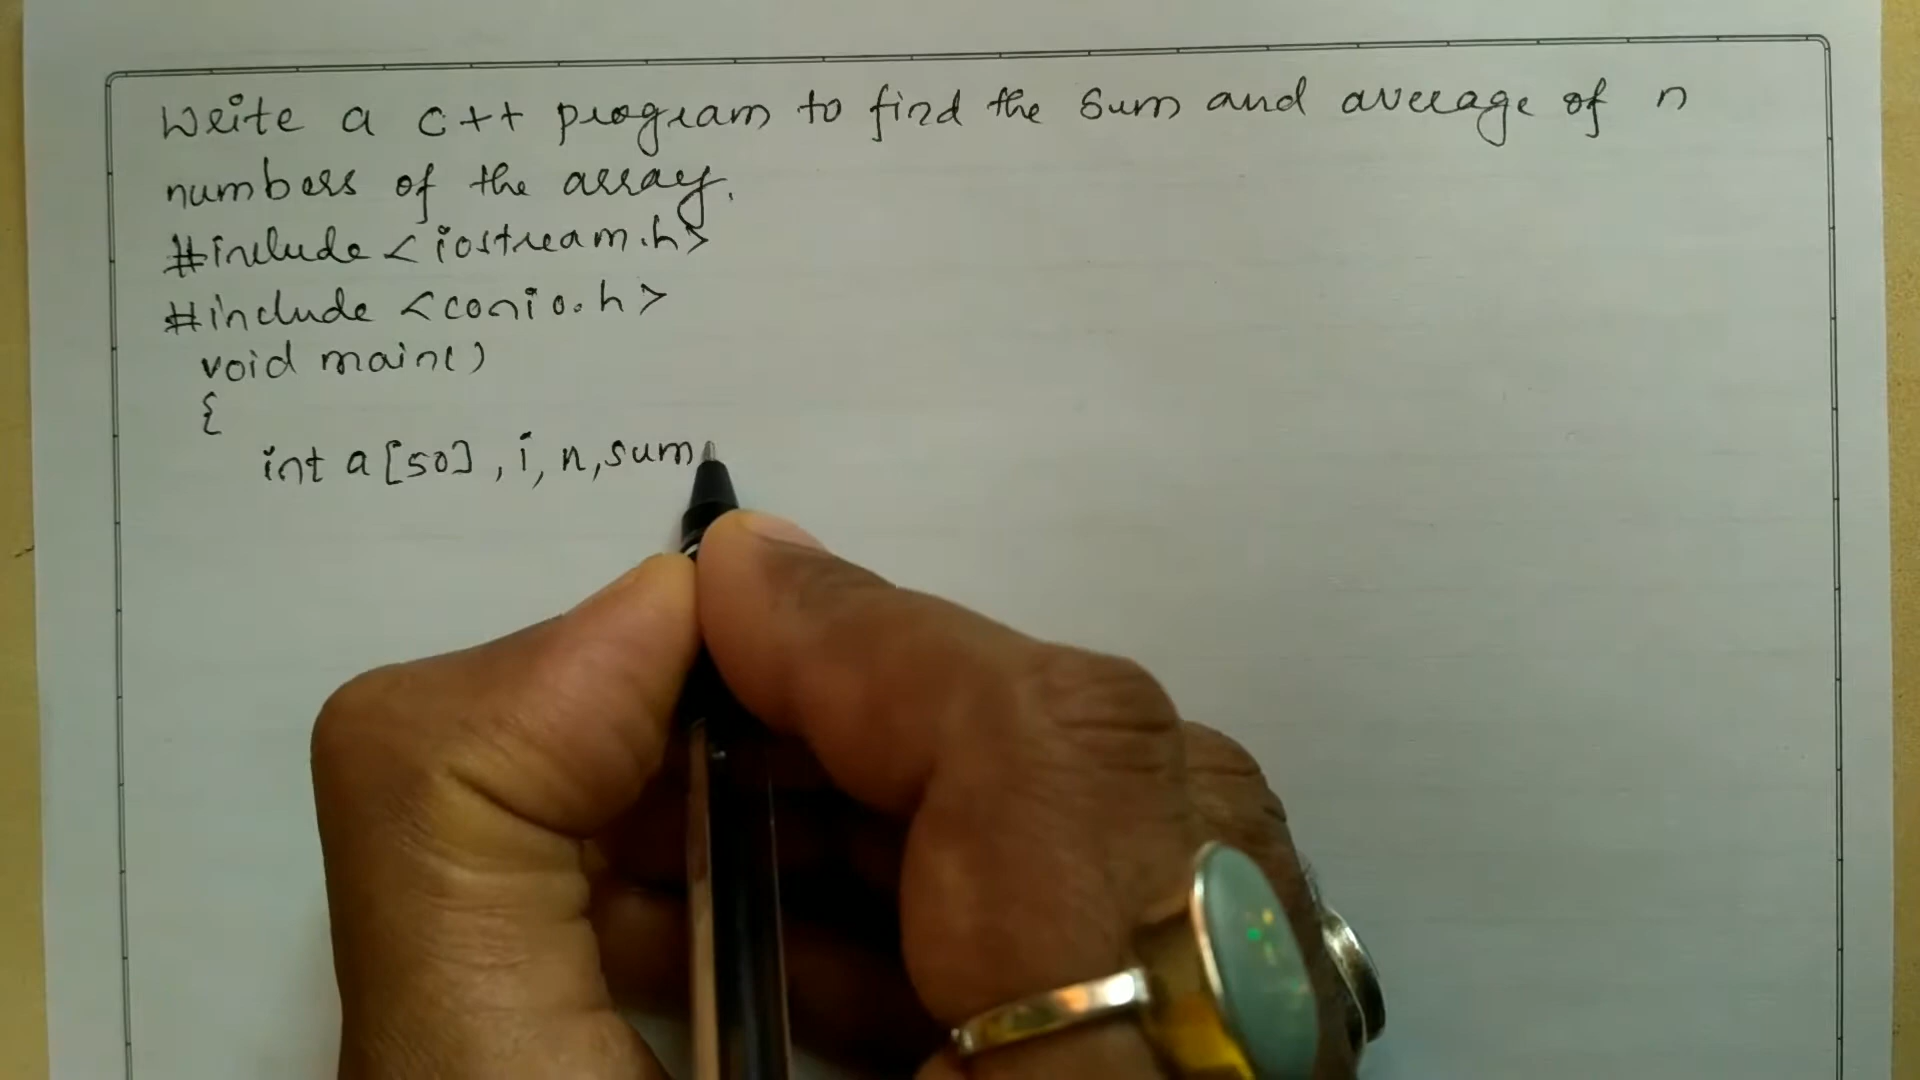 Write a c++ program to find the sum and average of n
numbers of the array.
#include <iostream.h>
#include <conio.h>
void main()
{
int a[50], i, n, sum